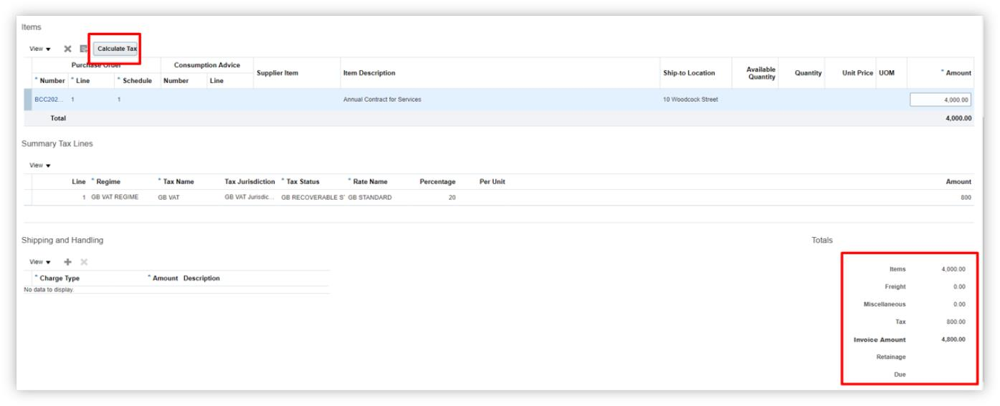 Items
View Calculate Tax
Purchase Order Consumption Advice
Supplier Item Item Description Ship-to Location Available Quantity Quantity Unit Price UOM * Amount
* Number * Line * Schedule Number Line
BCC202... 1 1 Annual Contract for Services 10 Woodcock Street 4,000.00
Total 4,000.00
Summary Tax Lines
View
Line * Regime * Tax Name Tax Jurisdiction * Tax Status * Rate Name Percentage Per Unit Amount
1 GB VAT REGIME GB VAT GB VAT Jurisdic... GB RECOVERABLE S GB STANDARD 20 800
Shipping and Handling
View
* Charge Type * Amount Description
No data to display.
Totals
Items 4,000.00
Freight 0.00
Miscellaneous 0.00
Tax 800.00
Invoice Amount 4,800.00
Retainage
Due